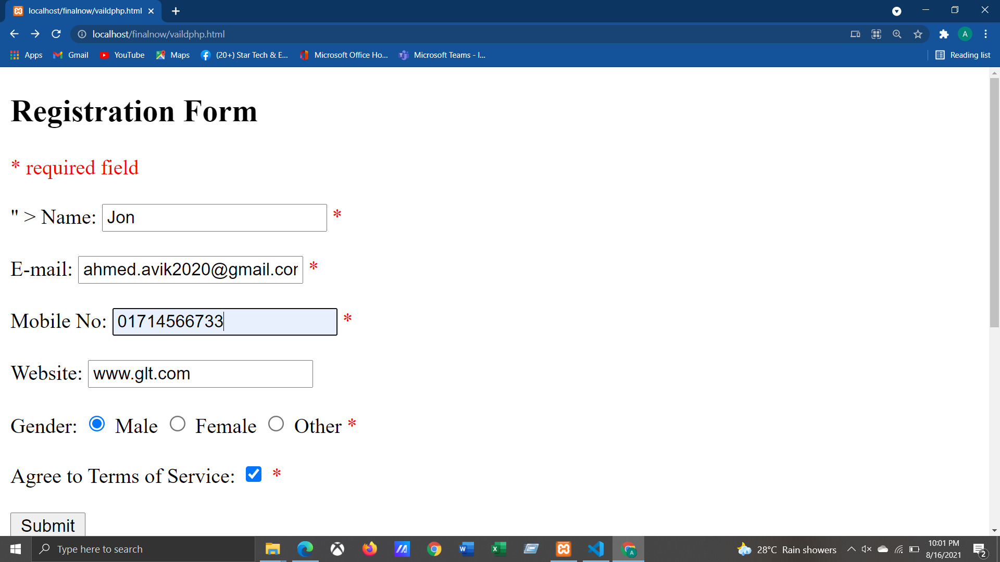 localhost/finalnow/vaildphp.html
localhost/finalnow/vaildphp.html
A
Apps Gmail YouTube Maps (20+) Star Tech & E... Microsoft Office Ho... Microsoft Teams - I... Reading list
Registration Form
* required field
" > Name: Jon *
E-mail: ahmed.avik2020@gmail.com *
Mobile No: 01714566733 *
Website: www.glt.com
Gender: Male Female Other *
Agree to Terms of Service: *
Submit
Type here to search
28°C Rain showers
10:01 PM
8/16/2021
2